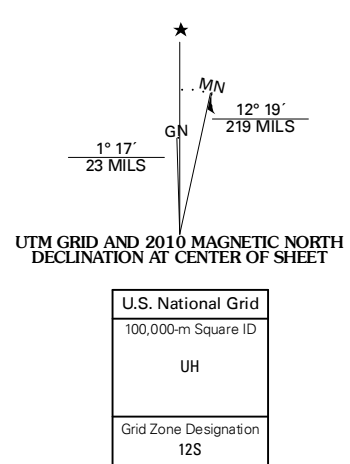 ★
MN
GN
12° 19´
219 MILS
1° 17´
23 MILS
UTM GRID AND 2010 MAGNETIC NORTH
DECLINATION AT CENTER OF SHEET
U.S. National Grid
100,000-m Square ID
UH
Grid Zone Designation
12S